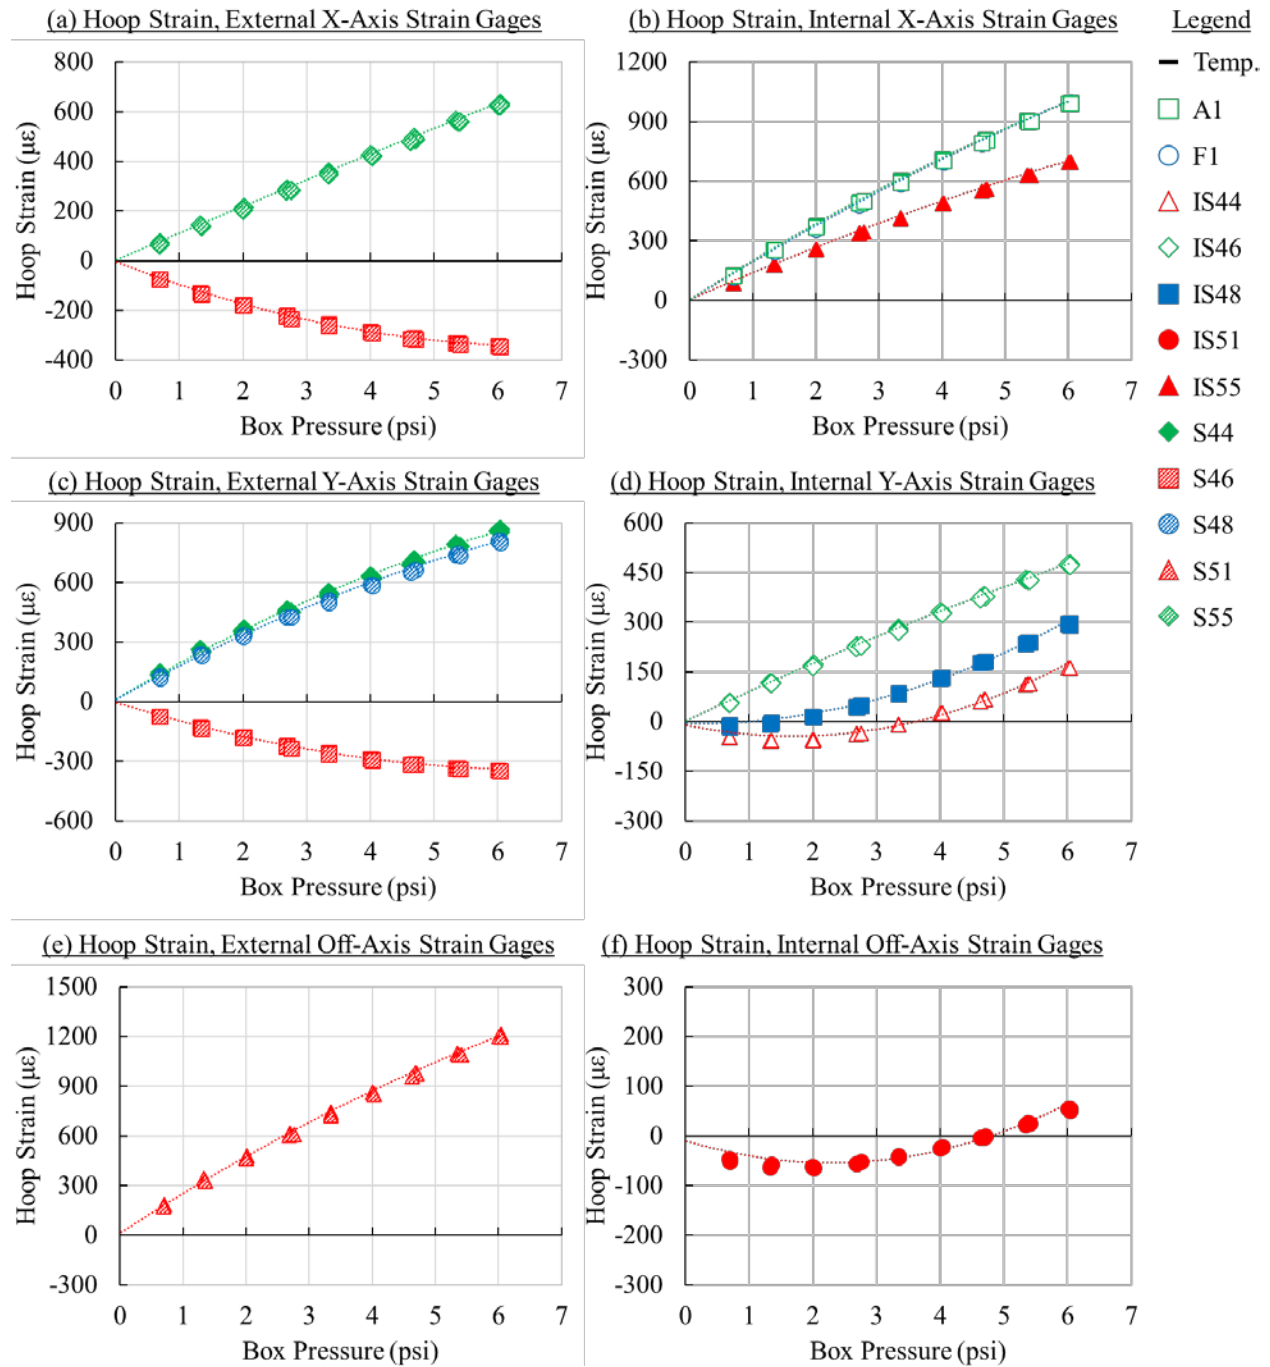 (a) Hoop Strain, External X-Axis Strain Gages
800
600
400
200
0
-200
-400
0 1 2 3 4 5 6 7
Hoop Strain (με)
Box Pressure (psi)
(b) Hoop Strain, Internal X-Axis Strain Gages
1200
900
600
300
0
-300
0 1 2 3 4 5 6 7
Hoop Strain (με)
Box Pressure (psi)
Legend
Temp.
A1
F1
IS44
IS46
IS48
IS51
IS55
S44
S46
S48
S51
S55
(c) Hoop Strain, External Y-Axis Strain Gages
900
600
300
0
-300
-600
0 1 2 3 4 5 6 7
Hoop Strain (με)
Box Pressure (psi)
(d) Hoop Strain, Internal Y-Axis Strain Gages
600
450
300
150
0
-150
-300
0 1 2 3 4 5 6 7
Hoop Strain (με)
Box Pressure (psi)
(e) Hoop Strain, External Off-Axis Strain Gages
1500
1200
900
600
300
0
-300
0 1 2 3 4 5 6 7
Hoop Strain (με)
Box Pressure (psi)
(f) Hoop Strain, Internal Off-Axis Strain Gages
300
200
100
0
-100
-200
-300
0 1 2 3 4 5 6 7
Hoop Strain (με)
Box Pressure (psi)